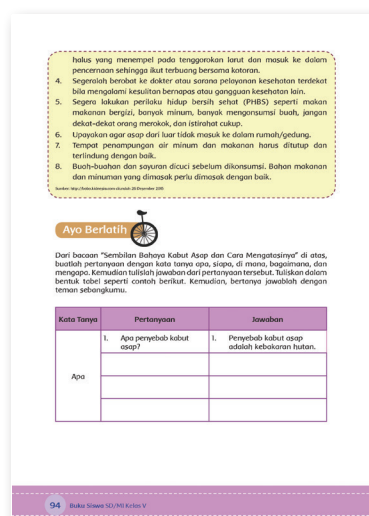 halus yang menempel pada tenggorokan larut dan masuk ke dalam
pencernaan sehingga ikut terbuang bersama kotoran.
4. Segeralah berobat ke dokter atau sarana pelayanan kesehatan terdekat
bila mengalami kesulitan bernapas atau gangguan kesehatan lain.
5. Segera lakukan perilaku hidup bersih sehat (PHBS) seperti makan
makanan bergizi, banyak minum, banyak mengonsumsi buah, jangan
dekat-dekat orang merokok, dan istirahat cukup.
6. Upayakan agar asap dari luar tidak masuk ke dalam rumah/gedung.
7. Tempat penampungan air minum dan makanan harus ditutup dan
terlindung dengan baik.
8. Buah-buahan dan sayuran dicuci sebelum dikonsumsi. Bahan makanan
dan minuman yang dimasak perlu dimasak dengan baik.
Ayo Berlatih
Dari bacaan “Sembilan Bahaya Kabut Asap dan Cara Mengatasinya” di atas,
buatlah pertanyaan dengan kata tanya apa, siapa, di mana, bagaimana, dan
mengapa. Kemudian tulislah jawaban dari pertanyaan tersebut. Tuliskan dalam
bentuk tabel seperti contoh berikut. Kemudian, bertanya jawablah dengan
teman sebangkumu.
Kata Tanya Pertanyaan Jawaban
Apa
1. Apa penyebab kabut
asap?
1. Penyebab kabut asap
adalah kebakaran hutan.
94 Buku Siswa SD/MI Kelas V